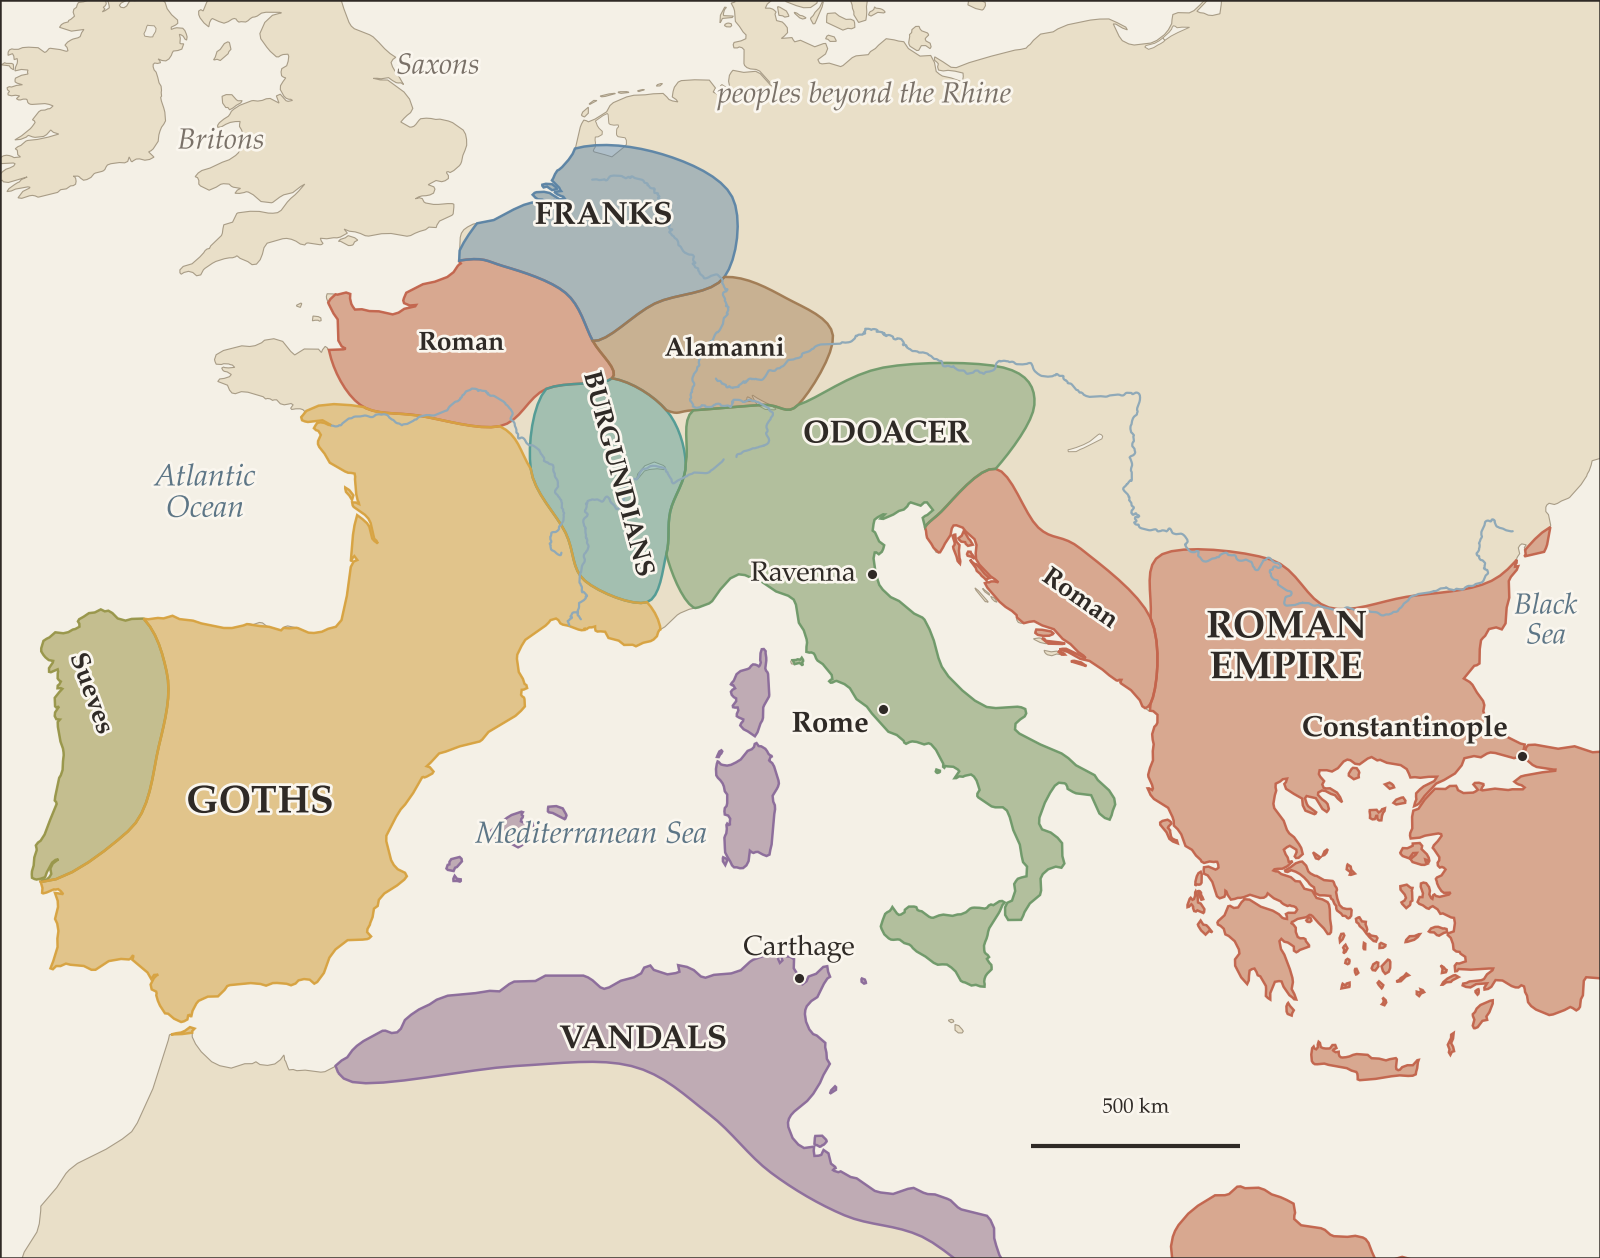 Saxons
peoples beyond the Rhine
Britons
FRANKS
Roman
Alamanni
BURGUNDIANS
ODOACER
Atlantic
Ocean
Ravenna
Roman
ROMAN
EMPIRE
Black
Sea
Sueves
Rome
Constantinople
GOTHS
Mediterranean Sea
Carthage
VANDALS
500 km